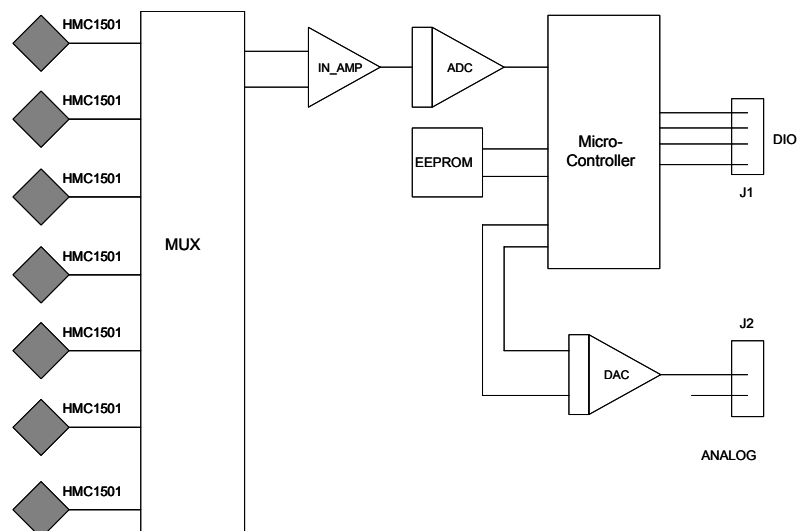 HMC1501
HMC1501
HMC1501
HMC1501
HMC1501
HMC1501
HMC1501
MUX
IN_AMP
ADC
EEPROM
Micro-
Controller
DIO
J1
J2
DAC
ANALOG